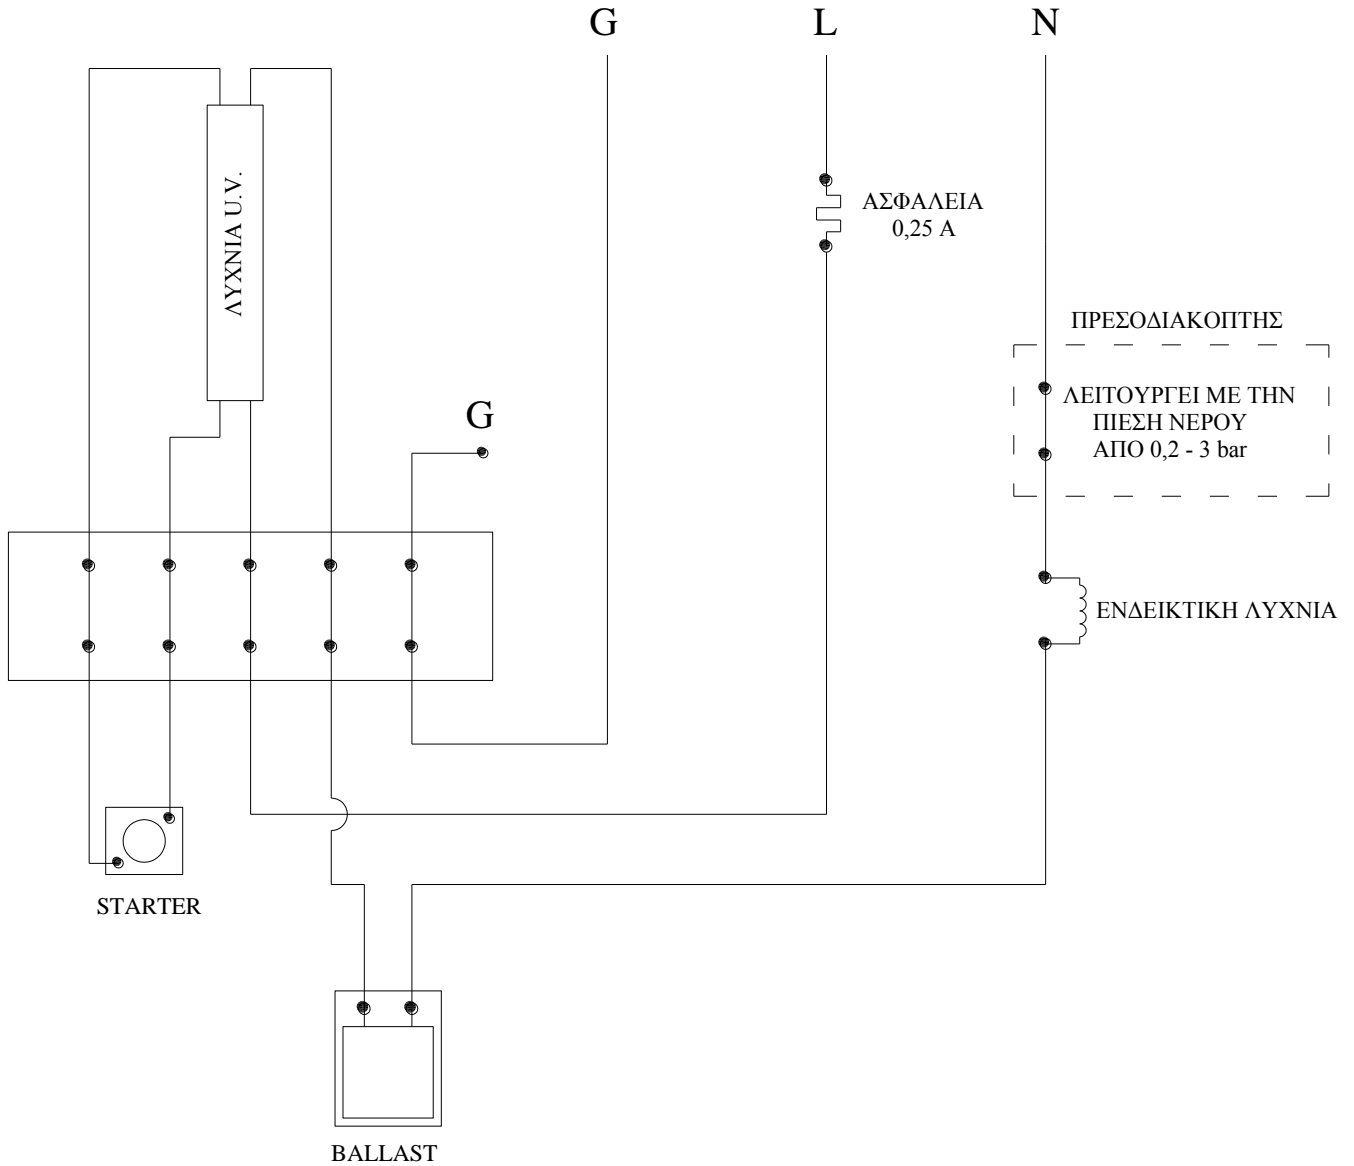 G
L
N
ΛΥΧΝΙΑ U.V.
ΑΣΦΑΛΕΙΑ
0,25 A
ΠΡΕΣΟΔΙΑΚΟΠΤΗΣ
ΛΕΙΤΟΥΡΓΕΙ ΜΕ ΤΗΝ
ΠΙΕΣΗ ΝΕΡΟΥ
ΑΠΟ 0,2 - 3 bar
G
ΕΝΔΕΙΚΤΙΚΗ ΛΥΧΝΙΑ
STARTER
BALLAST